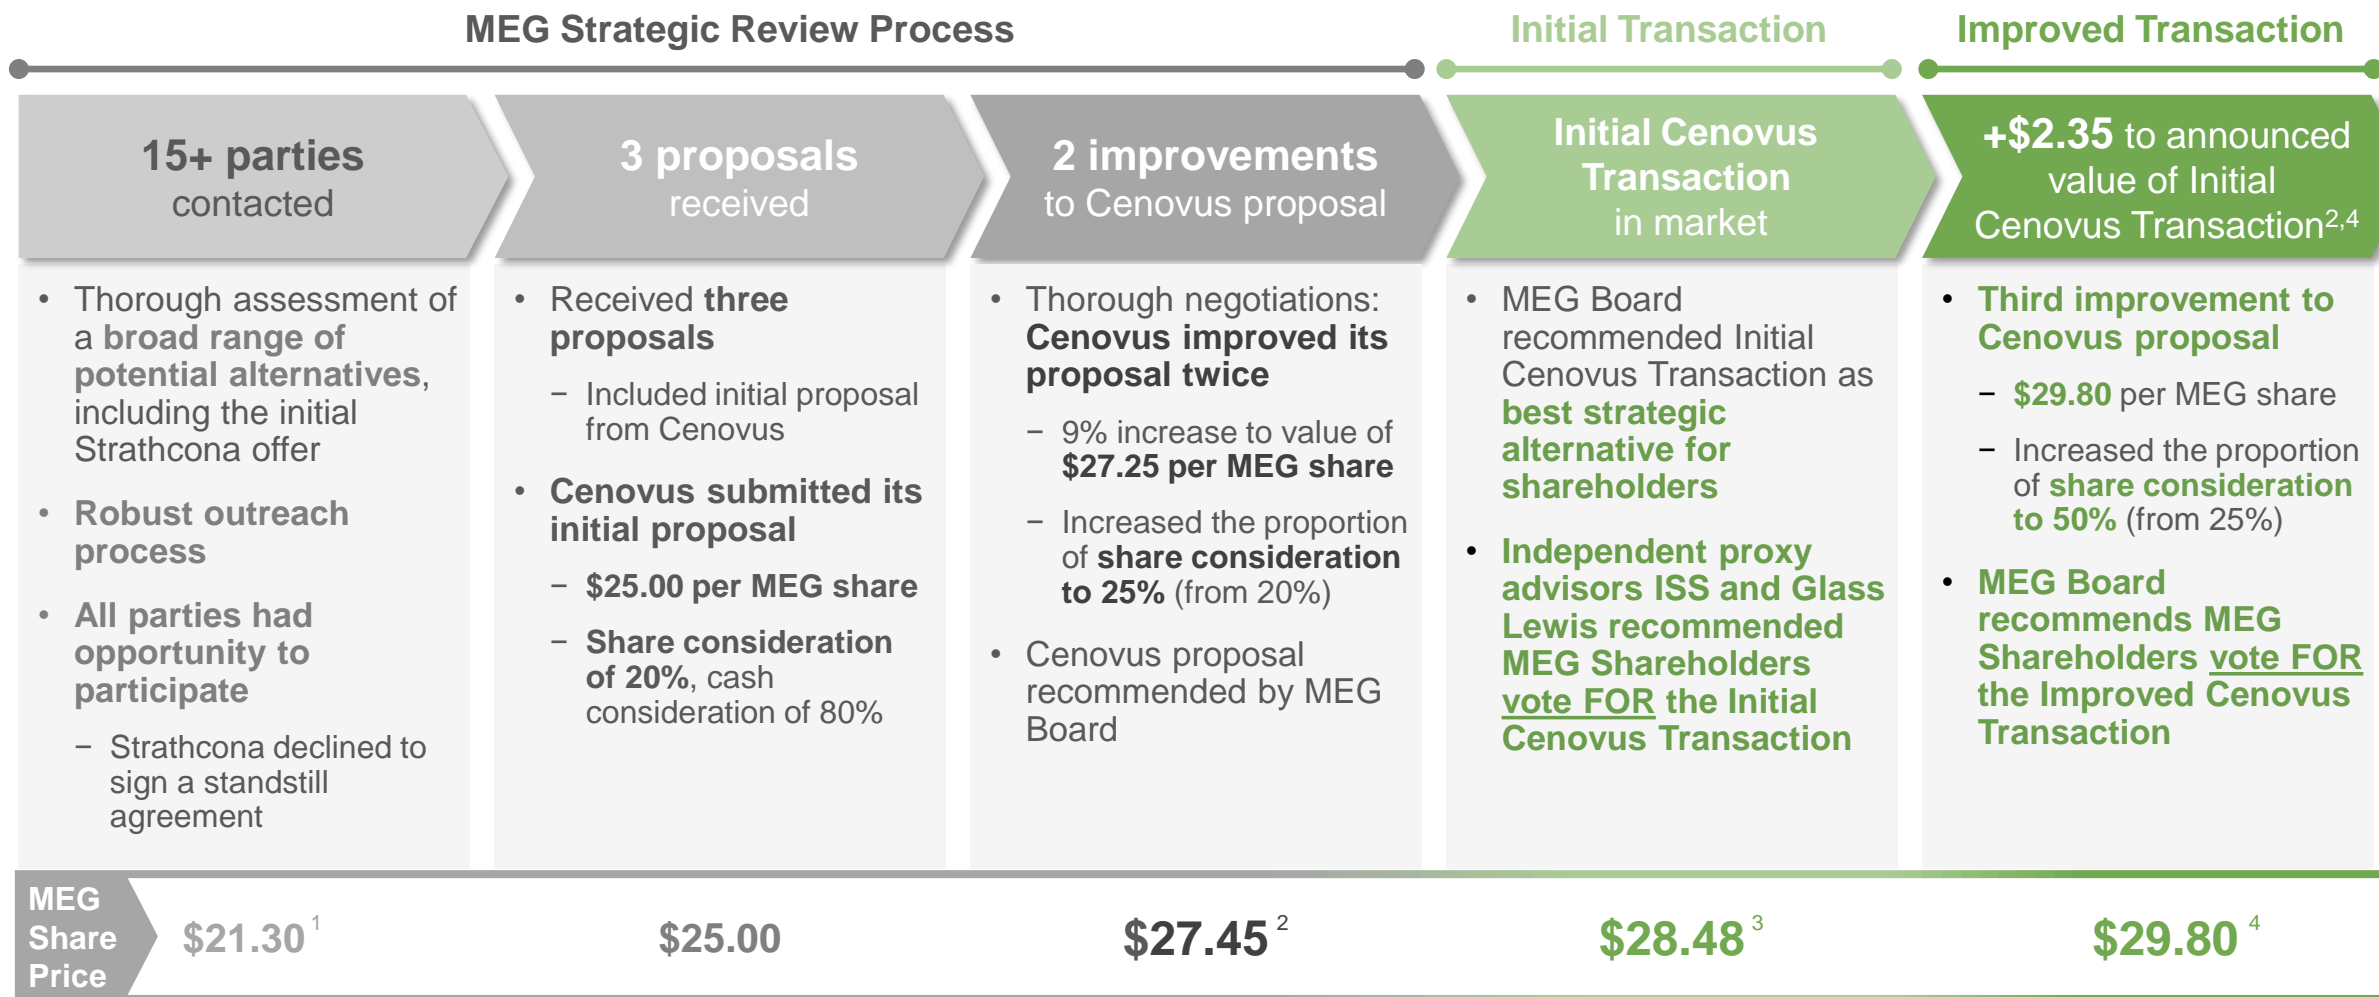 MEG Strategic Review Process
Initial Transaction
Improved Transaction
15+ parties
contacted
3 proposals
received
2 improvements
to Cenovus proposal
Initial Cenovus
Transaction
in market
+$2.35 to announced
value of Initial
Cenovus Transaction2,4
• Thorough assessment of
a broad range of
potential alternatives,
including the initial
Strathcona offer
• Robust outreach
process
• All parties had
opportunity to
participate
− Strathcona declined to
sign a standstill
agreement
• Received three
proposals
− Included initial proposal
from Cenovus
• Cenovus submitted its
initial proposal
− $25.00 per MEG share
− Share consideration
of 20%, cash
consideration of 80%
• Thorough negotiations:
Cenovus improved its
proposal twice
− 9% increase to value of
$27.25 per MEG share
− Increased the proportion
of share consideration
to 25% (from 20%)
• Cenovus proposal
recommended by MEG
Board
• MEG Board
recommended Initial
Cenovus Transaction as
best strategic
alternative for
shareholders
• Independent proxy
advisors ISS and Glass
Lewis recommended
MEG Shareholders
vote FOR the Initial
Cenovus Transaction
• Third improvement to
Cenovus proposal
− $29.80 per MEG share
− Increased the proportion
of share consideration
to 50% (from 25%)
• MEG Board
recommends MEG
Shareholders vote FOR
the Improved Cenovus
Transaction
MEG
Share
Price
$21.30 1
$25.00
$27.45 2
$28.48 3
$29.80 4